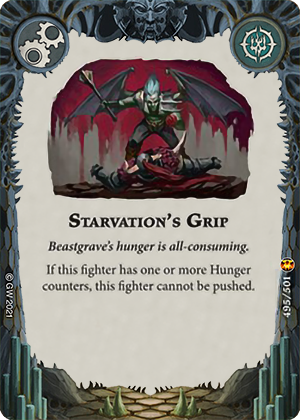 STARVATION'S GRIP
Beastgrave's hunger is all-consuming.
If this fighter has one or more Hunger
counters, this fighter cannot be pushed.
© GW 2021
495/501